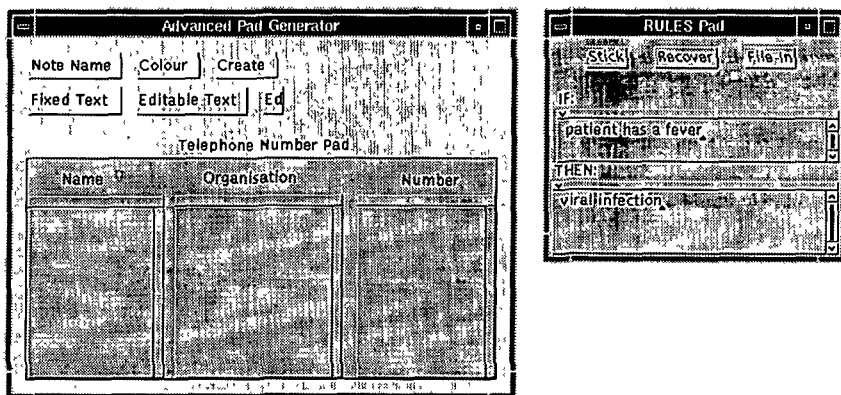 Advanced Pad Generator
Note Name Colour Create
Fixed Text Editable Text Ed
Telephone Number Pad
Name Organisation Number
RULES Pad
Stick Recover File-in
IF:
patient has a fever
THEN:
viral infection